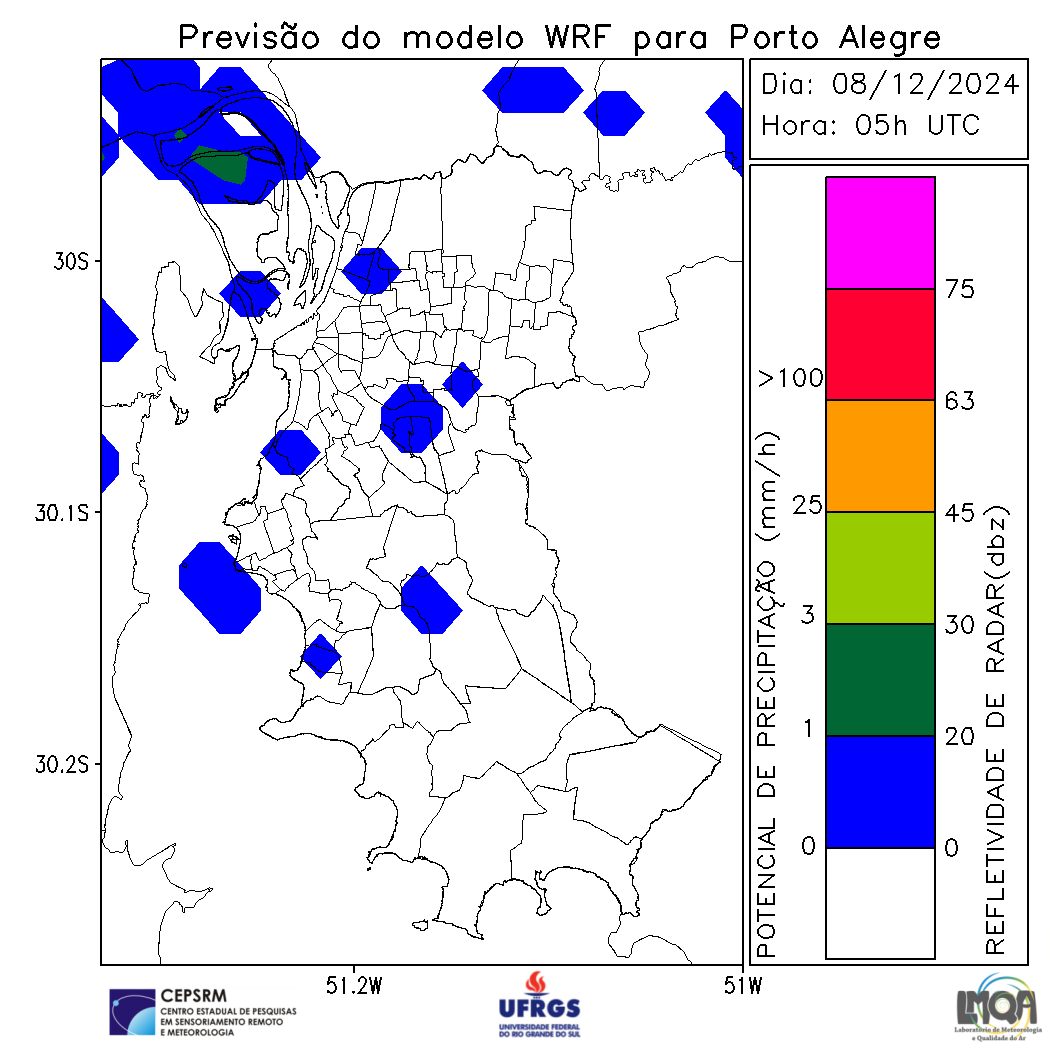 Previsão do modelo WRF para Porto Alegre
Dia: 08/12/2024
Hora: 05h UTC
30S
30.1S
30.2S
51.2W
51W
POTENCIAL DE PRECIPITAÇÃO (mm/h)
>100
25
3
1
0
75
63
45
30
20
0
REFLETIVIDADE DE RADAR(dbz)
CEPSRM
CENTRO ESTADUAL DE PESQUISAS
EM SENSORIAMENTO REMOTO
E METEOROLOGIA
UFRGS
UNIVERSIDADE FEDERAL
DO RIO GRANDE DO SUL
LMQA
Laboratório de Meteorologia
e Qualidade do Ar